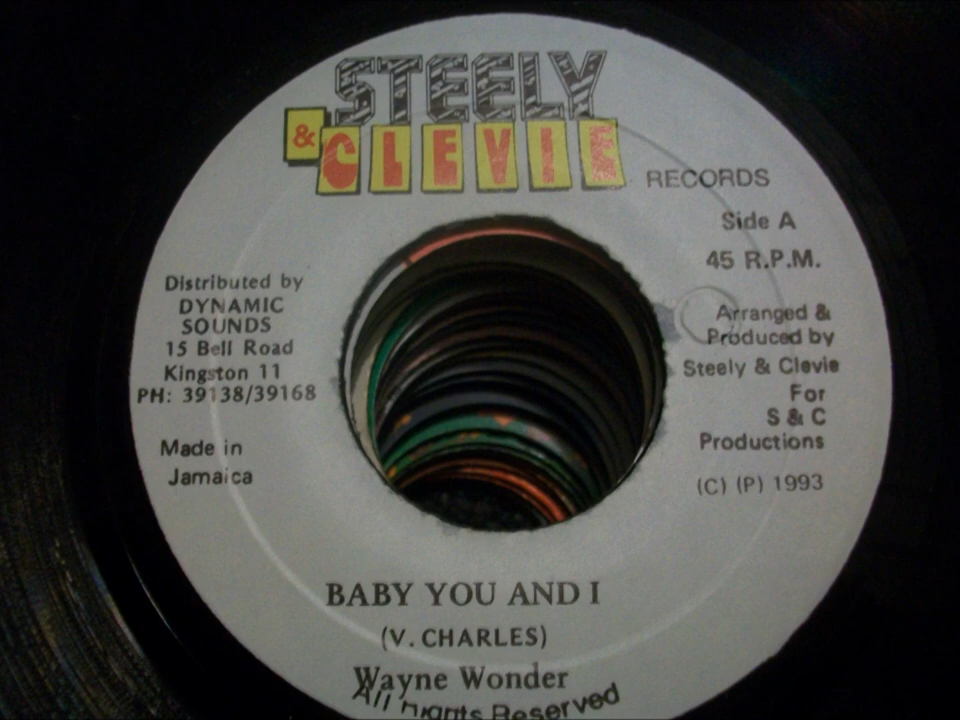 STEELY
& CLEVIE
RECORDS
Side A
45 R.P.M.
Distributed by
DYNAMIC
SOUNDS
15 Bell Road
Kingston 11
PH: 39138/39168
Made in
Jamaica
Arranged &
Produced by
Steely & Clevie
For
S & C
Productions
(C) (P) 1993
BABY YOU AND I
(V. CHARLES)
Wayne Wonder
All Rights Reserved